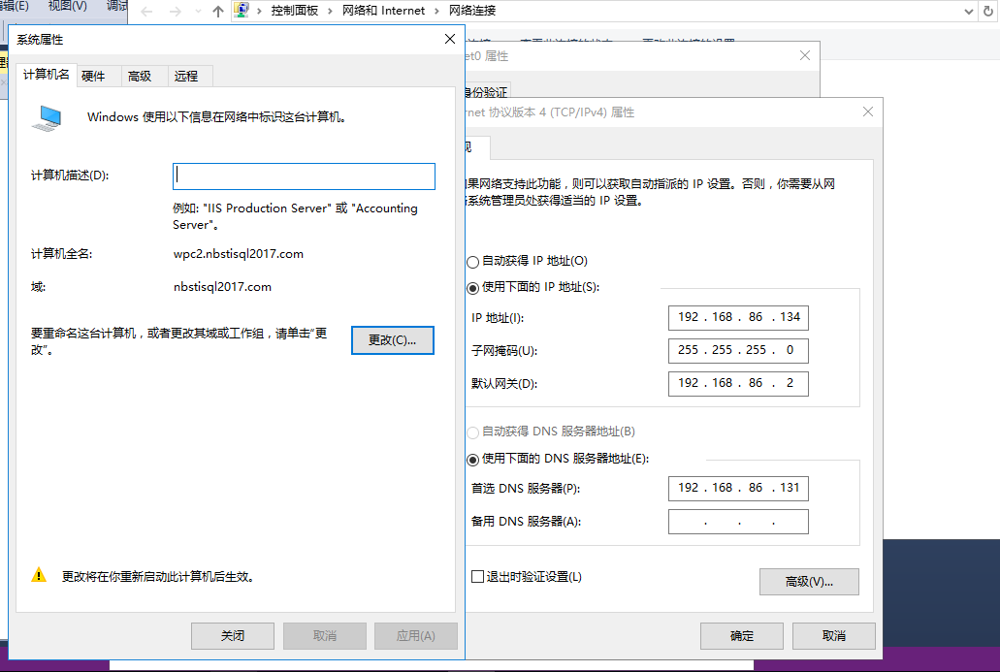 编辑(E) 视图(V) 调试
控制面板 › 网络和 Internet › 网络连接
系统属性
计算机名 硬件 高级 远程
Windows 使用以下信息在网络中标识这台计算机。
计算机描述(D):
例如: "IIS Production Server" 或 "Accounting
Server"。
计算机全名: wpc2.nbstisql2017.com
域: nbstisql2017.com
要重命名这台计算机，或者更改其域或工作组，请单击“更
改”。
更改(C)...
更改将在你重新启动此计算机后生效。
关闭 取消 应用(A)
et0 属性
身份验证
rnet 协议版本 4 (TCP/IPv4) 属性
果网络支持此功能，则可以获取自动指派的 IP 设置。否则，你需要从网
络系统管理员处获得适当的 IP 设置。
自动获得 IP 地址(O)
使用下面的 IP 地址(S):
IP 地址(I): 192 . 168 . 86 . 134
子网掩码(U): 255 . 255 . 255 . 0
默认网关(D): 192 . 168 . 86 . 2
自动获得 DNS 服务器地址(B)
使用下面的 DNS 服务器地址(E):
首选 DNS 服务器(P): 192 . 168 . 86 . 131
备用 DNS 服务器(A): . . .
退出时验证设置(L)
高级(V)...
确定 取消